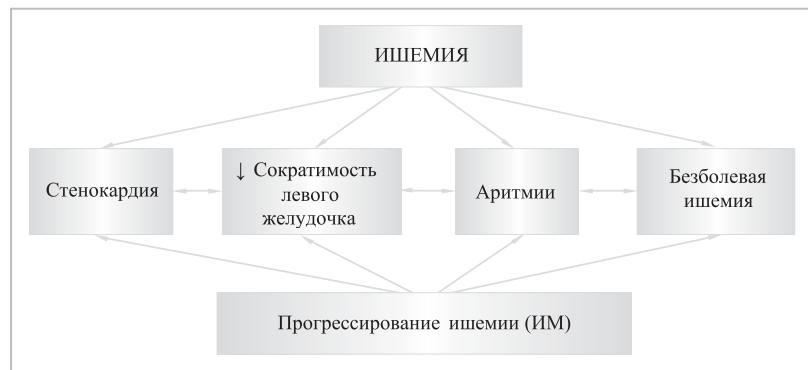 ИШЕМИЯ
Стенокардия
↓ Сократимость
левого
желудочка
Аритмии
Безболевая
ишемия
Прогрессирование ишемии (ИМ)